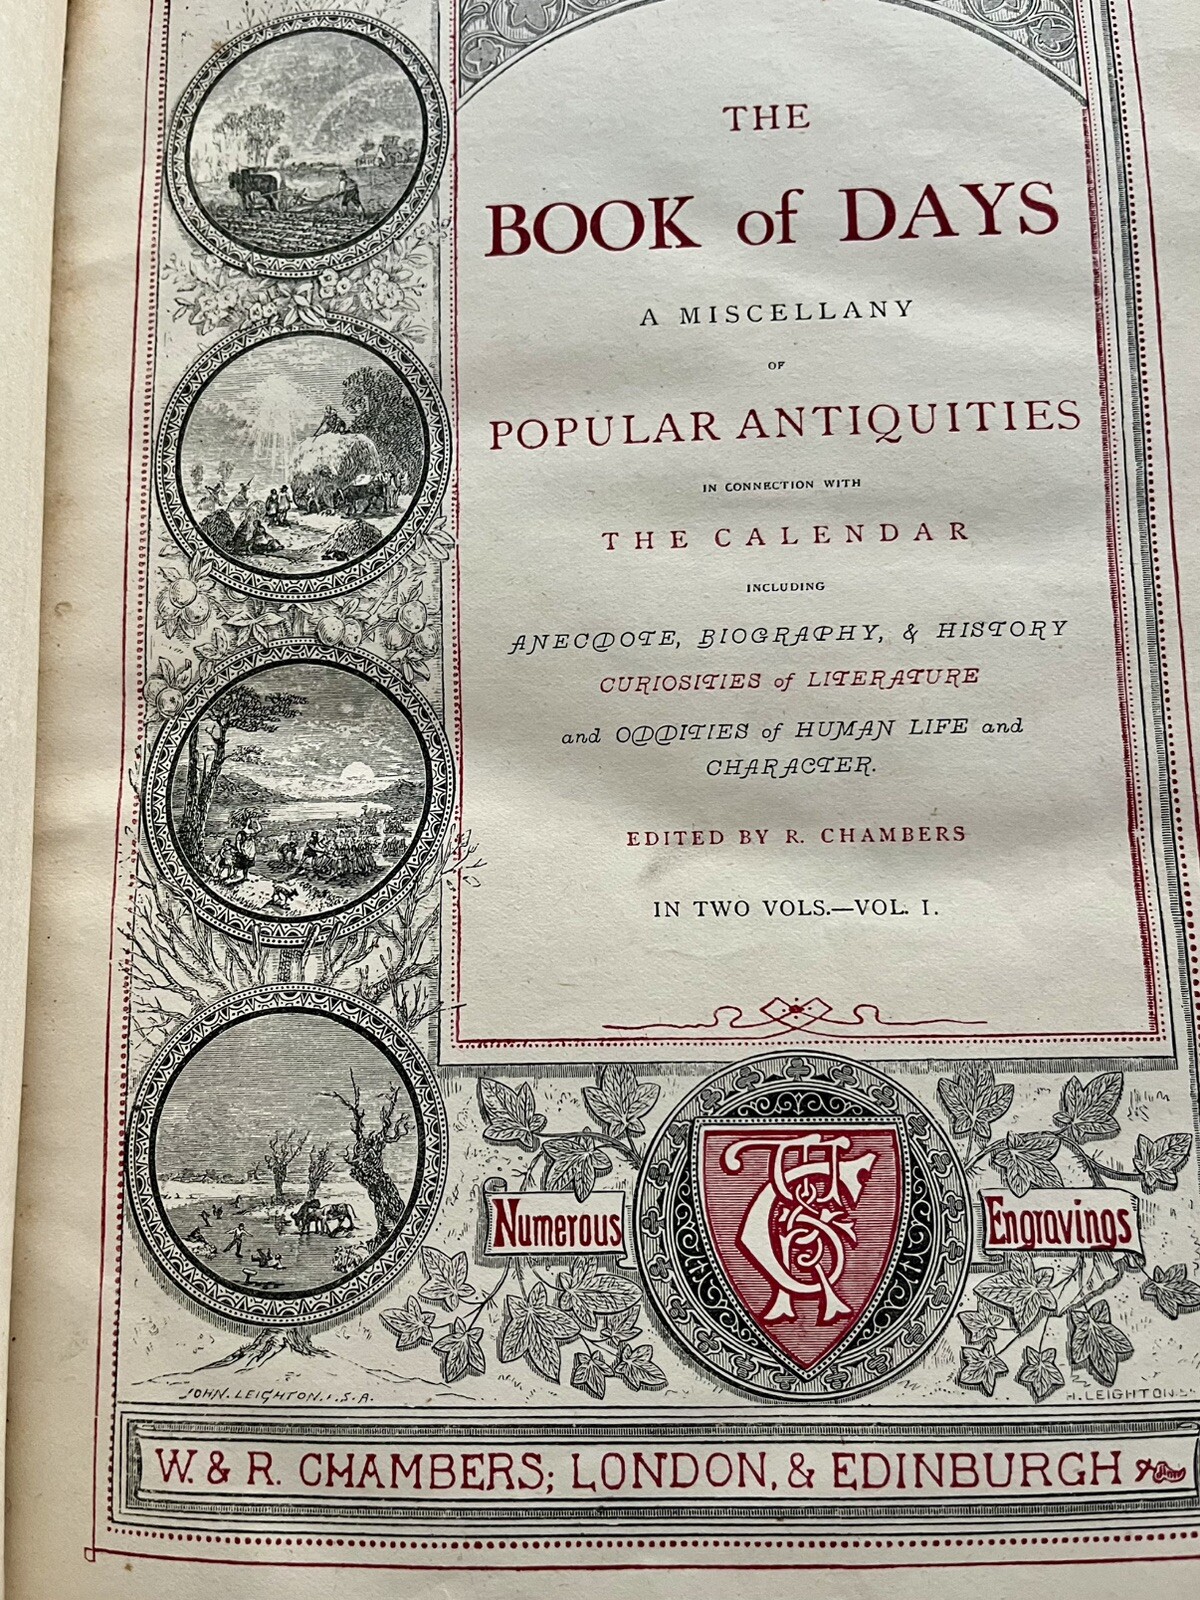 THE
BOOK of DAYS
A MISCELLANY
OF
POPULAR ANTIQUITIES
IN CONNECTION WITH
THE CALENDAR
INCLUDING
ANECDOTE, BIOGRAPHY, & HISTORY
CURIOSITIES of LITERATURE
and ODDITIES of HUMAN LIFE and
CHARACTER.
EDITED BY R. CHAMBERS
IN TWO VOLS.—VOL. I.
Numerous Engravings
JOHN. LEIGHTON. F.S.A.
H. LEIGHTON
W. & R. CHAMBERS; LONDON, & EDINBURGH